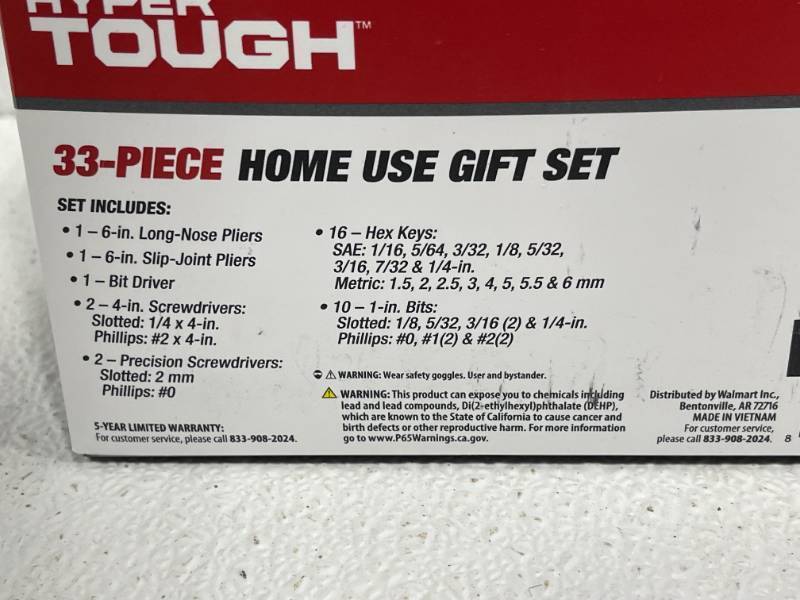 HYPER
TOUGH™
33-PIECE HOME USE GIFT SET
SET INCLUDES:
• 1 – 6-in. Long-Nose Pliers
• 1 – 6-in. Slip-Joint Pliers
• 1 – Bit Driver
• 2 – 4-in. Screwdrivers:
Slotted: 1/4 x 4-in.
Phillips: #2 x 4-in.
• 2 – Precision Screwdrivers:
Slotted: 2 mm
Phillips: #0
5-YEAR LIMITED WARRANTY:
For customer service, please call 833-908-2024.
• 16 – Hex Keys:
SAE: 1/16, 5/64, 3/32, 1/8, 5/32,
3/16, 7/32 & 1/4-in.
Metric: 1.5, 2, 2.5, 3, 4, 5, 5.5 & 6 mm
• 10 – 1-in. Bits:
Slotted: 1/8, 5/32, 3/16 (2) & 1/4-in.
Phillips: #0, #1(2) & #2(2)
⚠ WARNING: Wear safety goggles. User and bystander.
⚠ WARNING: This product can expose you to chemicals including
lead and lead compounds, Di(2-ethylhexyl)phthalate (DEHP),
which are known to the State of California to cause cancer and
birth defects or other reproductive harm. For more information
go to www.P65Warnings.ca.gov.
Distributed by Walmart Inc.,
Bentonville, AR 72716
MADE IN VIETNAM
For customer service,
please call 833-908-2024.
8